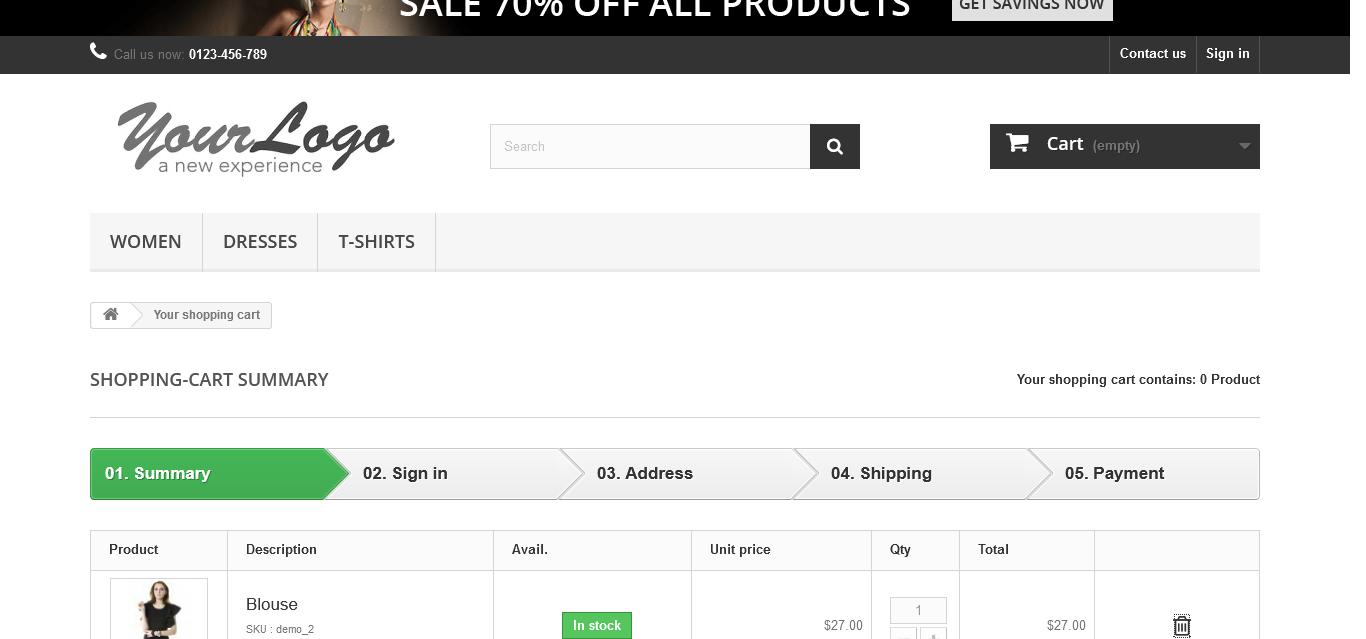 SALE 70% OFF ALL PRODUCTS GET SAVINGS NOW
Call us now: 0123-456-789 Contact us Sign in
YourLogo
a new experience
Search
Cart (empty)
WOMEN DRESSES T-SHIRTS
Your shopping cart
SHOPPING-CART SUMMARY Your shopping cart contains: 0 Product
01. Summary 02. Sign in 03. Address 04. Shipping 05. Payment
Product Description Avail. Unit price Qty Total
Blouse
SKU : demo_2
In stock $27.00 1 $27.00